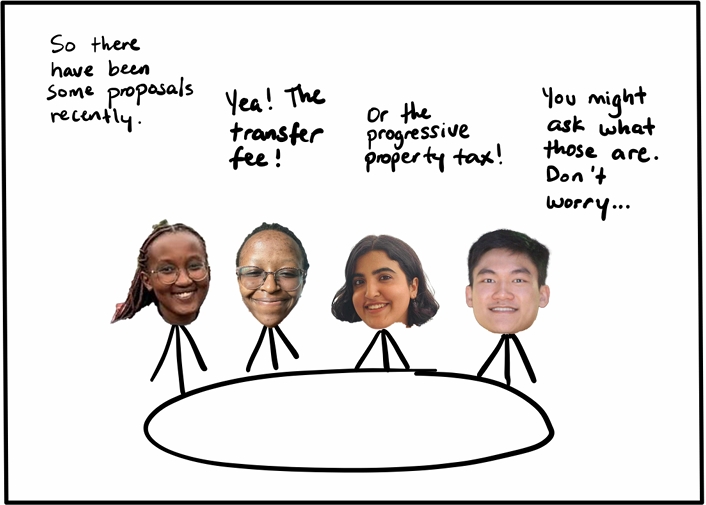 So there
have been
some proposals
recently.
Yea! The
transfer
fee!
Or the
progressive
property tax!
You might
ask what
those are.
Don't
worry...